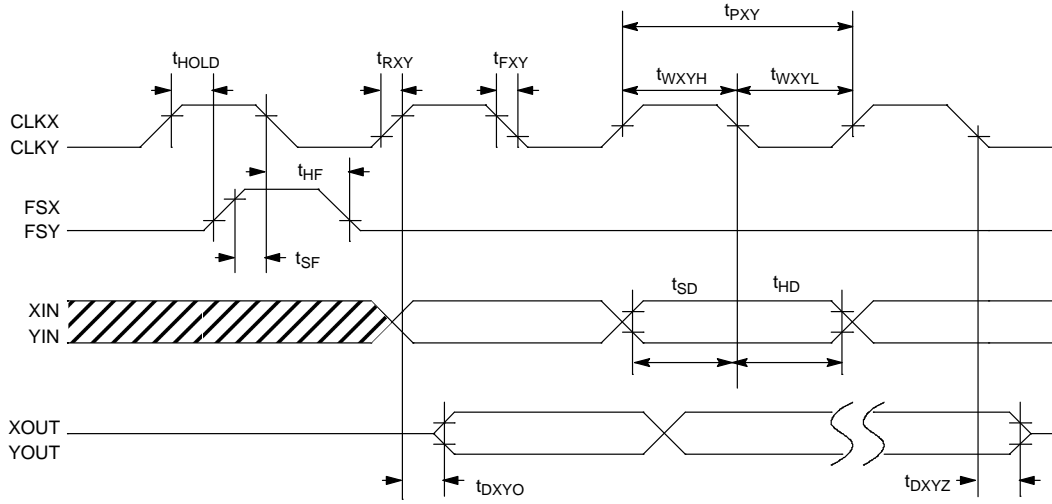 tPXY
tHOLD
tRXY
tFXY
tWXYH
tWXYL
CLKX
CLKY
tHF
FSX
FSY
tSF
tSD
tHD
XIN
YIN
XOUT
YOUT
tDXYO
tDXYZ